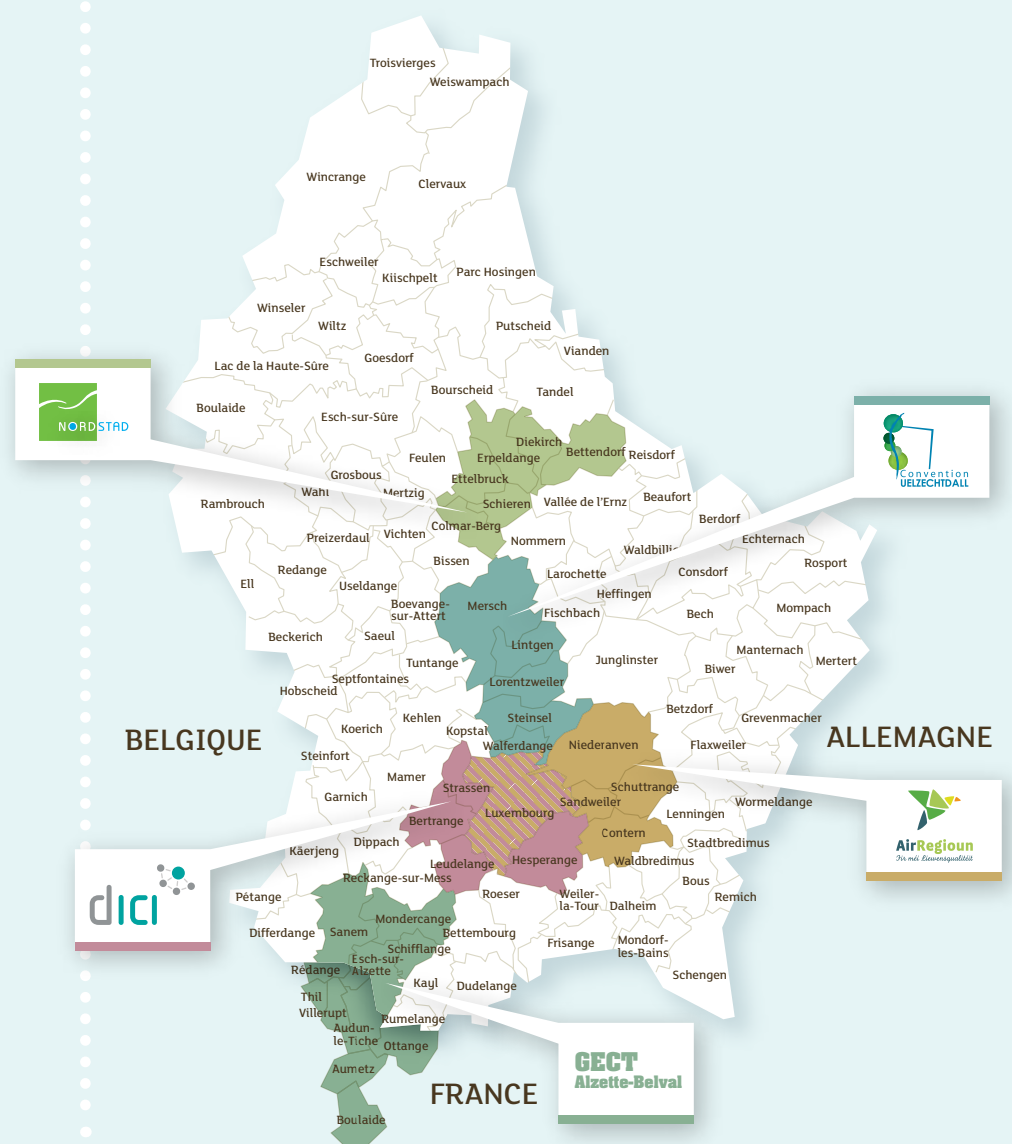 Troisvierges
Weiswampach
Wincrange
Clervaux
Eschweiler
Kiischpelt
Parc Hosingen
Winseler
Wiltz
Putscheid
Vianden
Lac de la Haute-Sûre
Goesdorf
Bourscheid
Tandel
NORDSTAD
Boulaide
Esch-sur-Sûre
Diekirch
Bettendorf
Erpeldange
Reisdorf
Feulen
Convention
UELZECHTDALL
Grosbous
Ettelbruck
Wahl
Mertzig
Rambrouch
Schieren
Vallée de l'Ernz
Beaufort
Colmar-Berg
Berdorf
Preizerdaul
Vichten
Nommern
Echternach
Waldbillig
Bissen
Rosport
Redange
Larochette
Consdorf
Ell
Useldange
Heffingen
Boevange-
sur-Attert
Mersch
Fischbach
Bech
Mompach
Beckerich
Saeul
Lintgen
Manternach
Tuntange
Junglinster
Mertert
Biwer
Septfontaines
Lorentzweiler
Hobscheid
Betzdorf
Kehlen
Steinsel
Grevenmacher
Koerich
Kopstal
BELGIQUE
ALLEMAGNE
Walferdange
Niederanven
Flaxweiler
Steinfort
Mamer
Strassen
Schuttrange
Garnich
Sandweiler
Wormeldange
Luxembourg
Lenningen
Bertrange
Contern
Dippach
Stadtbredimus
AirRegioun
Fir méi Liewensqualitéit
Käerjeng
Leudelange
Hesperange
Waldbredimus
Reckange-sur-Mess
Bous
dICI
Pétange
Roeser
Weiler-
la-Tour
Dalheim
Remich
Mondercange
Differdange
Sanem
Bettembourg
Schifflange
Frisange
Mondorf-
les-Bains
Esch-sur-
Alzette
Rédange
Schengen
Kayl
Dudelange
Thil
Villerupt
Rumelange
Audun-
le-Tiche
Ottange
GECT
Alzette-Belval
Aumetz
FRANCE
Boulaide